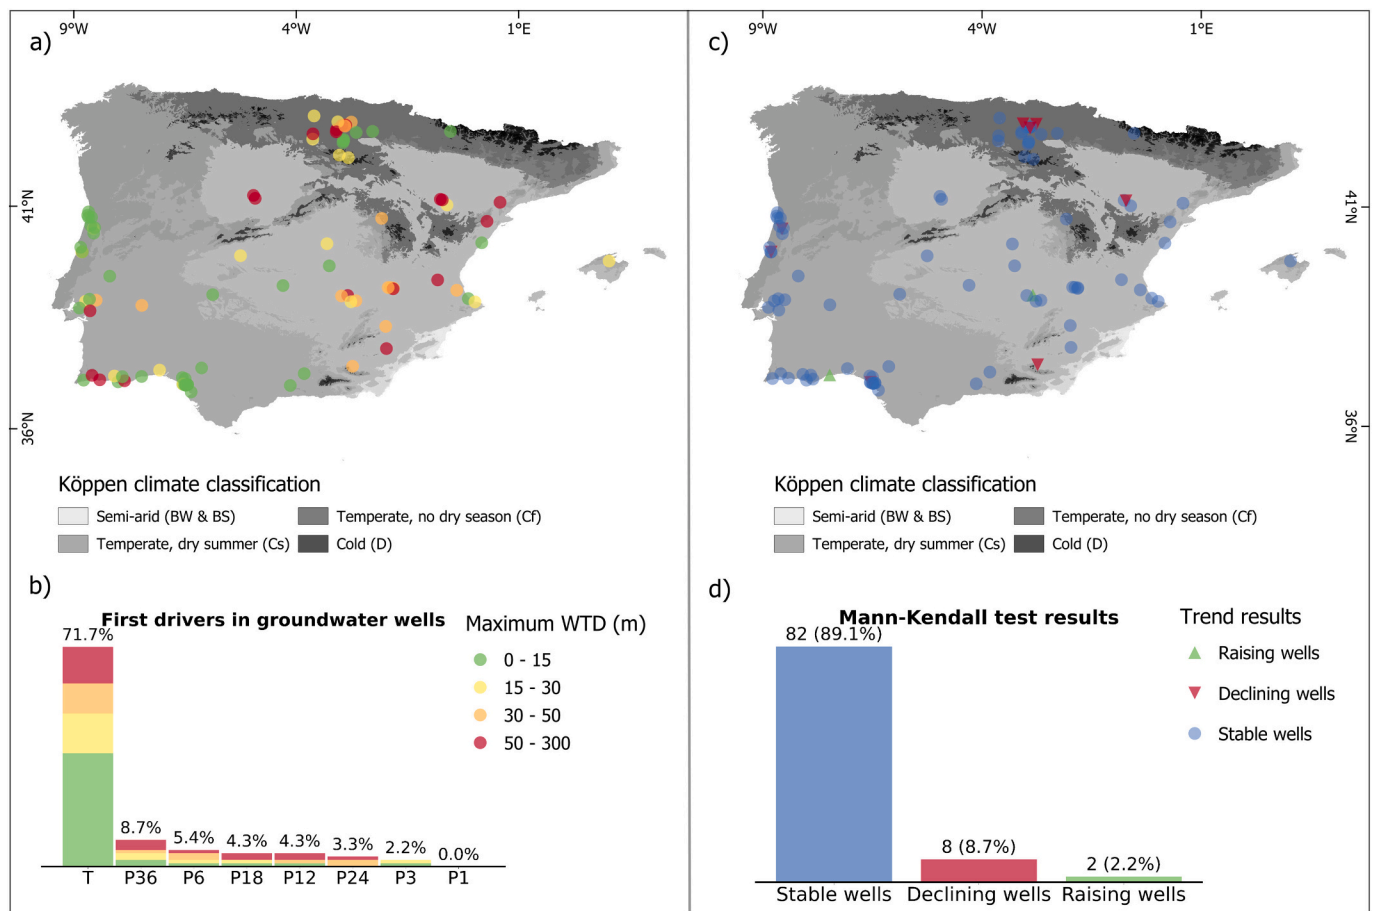 9°W 4°W 1°E
a)
41°N
36°N
Köppen climate classification
Semi-arid (BW & BS)
Temperate, no dry season (Cf)
Temperate, dry summer (Cs)
Cold (D)
b)
First drivers in groundwater wells
71.7%
8.7%
5.4%
4.3%
4.3%
3.3%
2.2%
0.0%
T P36 P6 P18 P12 P24 P3 P1
Maximum WTD (m)
0 - 15
15 - 30
30 - 50
50 - 300
9°W 4°W 1°E
c)
41°N
36°N
Köppen climate classification
Semi-arid (BW & BS)
Temperate, no dry season (Cf)
Temperate, dry summer (Cs)
Cold (D)
d)
Mann-Kendall test results
82 (89.1%)
8 (8.7%)
2 (2.2%)
Stable wells Declining wells Raising wells
Trend results
Raising wells
Declining wells
Stable wells